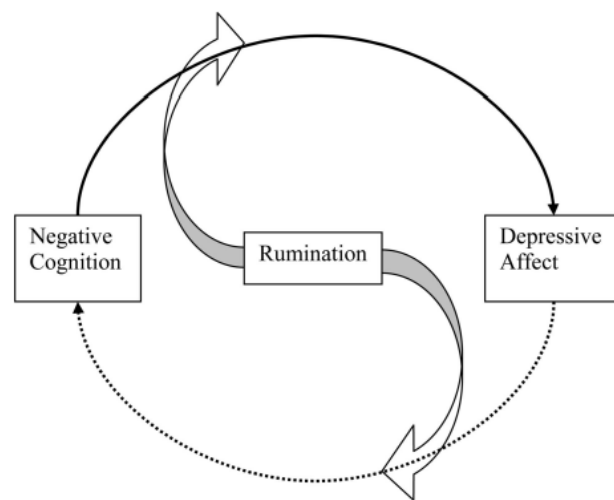 Negative
Cognition
Rumination
Depressive
Affect